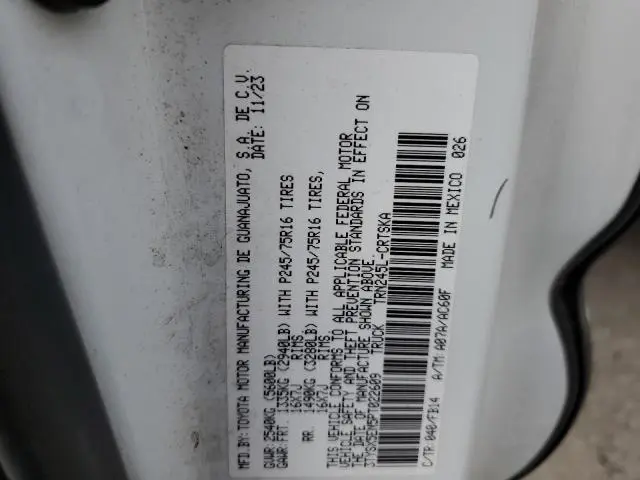 MFD.BY: TOYOTA MOTOR MANUFACTURING DE GUANAJUATO, S.A. DE C.V.
DATE: 11/23
GVWR: 2540KG(5600LB)
GAWR: FRT. 1335KG (2940LB) WITH P245/75R16 TIRES
16X7J RIMS
RR. 1490KG (3280LB) WITH P245/75R16 TIRES,
16X7J RIMS
THIS VEHICLE CONFORMS TO ALL APPLICABLE FEDERAL MOTOR
VEHICLE SAFETY AND THEFT PREVENTION STANDARDS IN EFFECT ON
THE DATE OF MANUFACTURE SHOWN ABOVE.
3TYSX5EN5PT022609 TRUCK TRN245L-CRTSKA
C/TR: 040/FB14 A/TM: A07A/AC60F MADE IN MEXICO 026